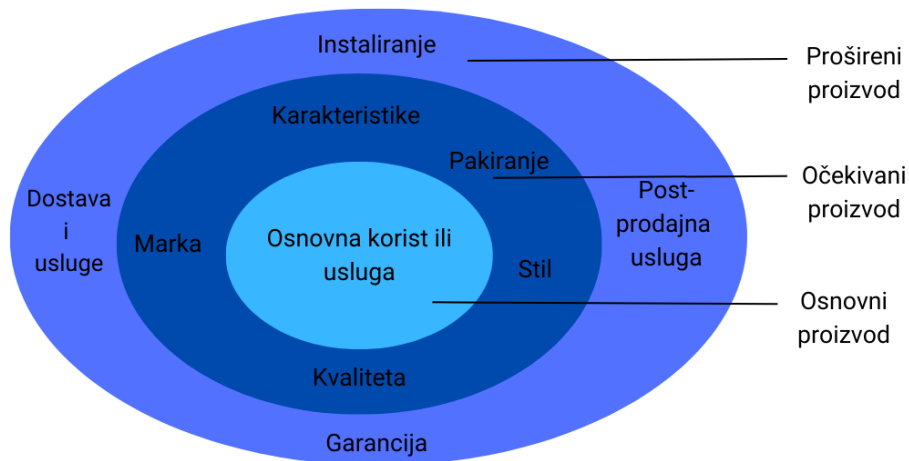 Instaliranje
Prošireni
proizvod
Karakteristike
Pakiranje
Očekivani
proizvod
Dostava
i
usluge
Post-
prodajna
usluga
Marka
Osnovna korist ili
usluga
Stil
Osnovni
proizvod
Kvaliteta
Garancija